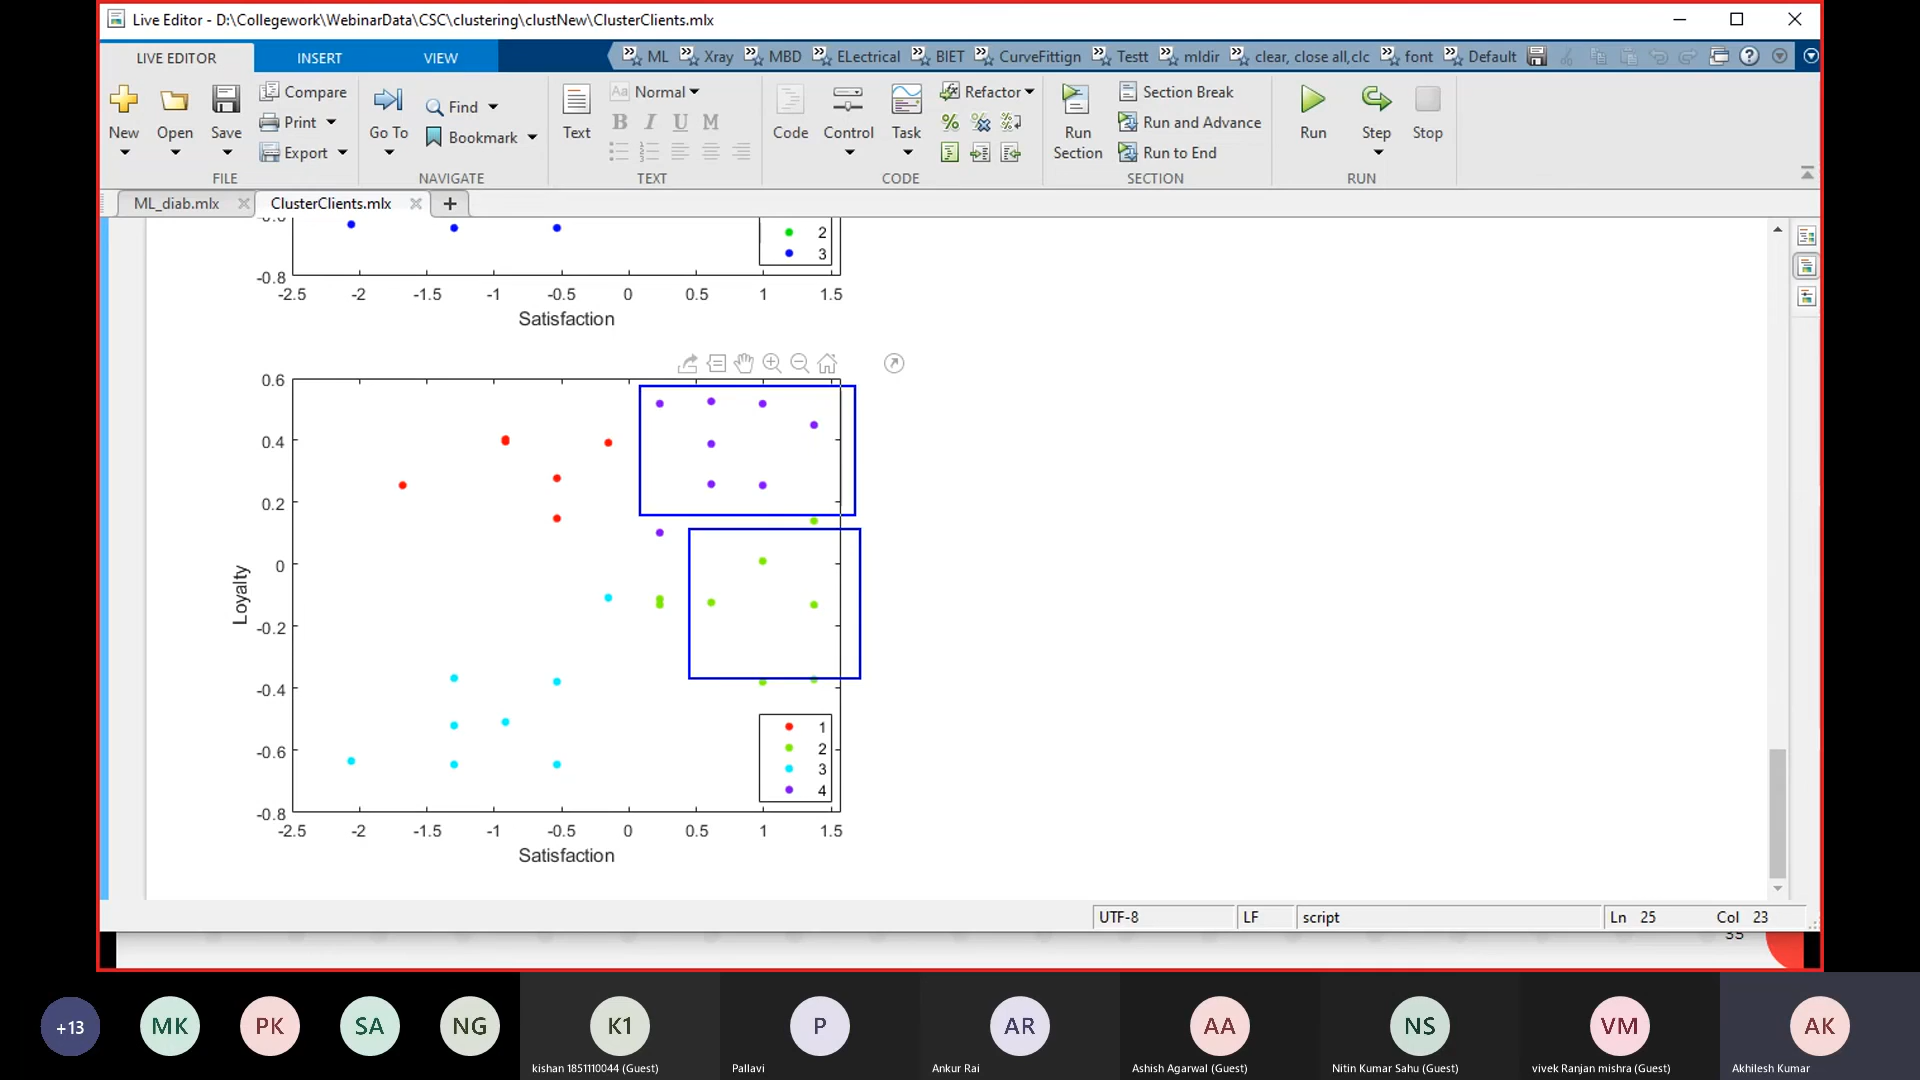 Live Editor - D:\Collegework\WebinarData\CSC\clustering\clustNew\ClusterClients.mlx
LIVE EDITOR INSERT VIEW ML Xray MBD ELectrical BIET CurveFittign Testt mldir clear, close all,clc font Default
New Open Save Compare Print Export
FILE
Go To Find Bookmark
NAVIGATE
Text Aa Normal B I U M
TEXT
Code Control Task Refactor
CODE
Run Section Section Break Run and Advance Run to End
SECTION
Run Step Stop
RUN
ML_diab.mlx ClusterClients.mlx
2
3
-0.8
-2.5 -2 -1.5 -1 -0.5 0 0.5 1 1.5
Satisfaction
0.6
0.4
0.2
0
-0.2
-0.4
-0.6
-0.8
Loyalty
1
2
3
4
-2.5 -2 -1.5 -1 -0.5 0 0.5 1 1.5
Satisfaction
UTF-8 LF script Ln 25 Col 23
35
+13 MK PK SA NG K1 P AR AA NS VM AK
kishan 1851110044 (Guest) Pallavi Ankur Rai Ashish Agarwal (Guest) Nitin Kumar Sahu (Guest) vivek Ranjan mishra (Guest) Akhilesh Kumar